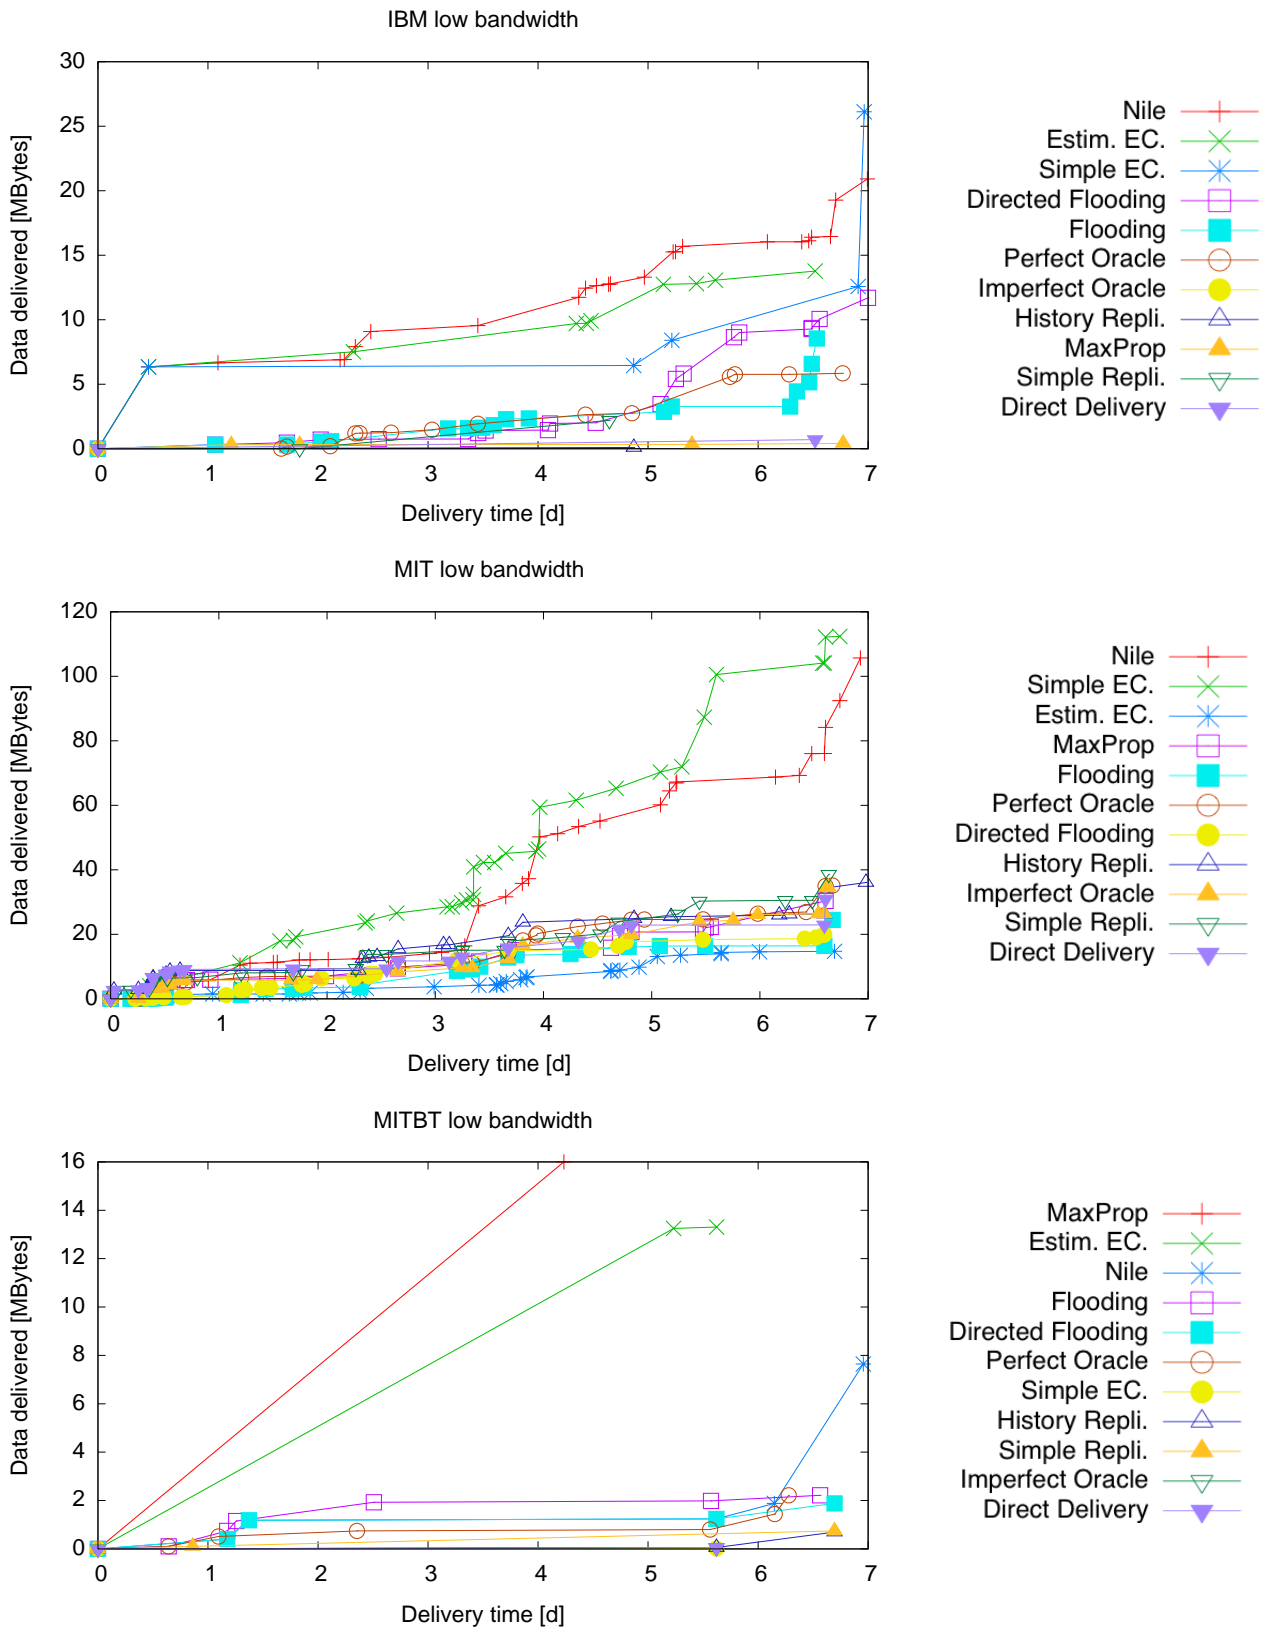 IBM low bandwidth
30
25
20
15
10
5
0
Data delivered [MBytes]
0 1 2 3 4 5 6 7
Delivery time [d]
Nile
Estim. EC.
Simple EC.
Directed Flooding
Flooding
Perfect Oracle
Imperfect Oracle
History Repli.
MaxProp
Simple Repli.
Direct Delivery
MIT low bandwidth
120
100
80
60
40
20
0
Data delivered [MBytes]
0 1 2 3 4 5 6 7
Delivery time [d]
Nile
Simple EC.
Estim. EC.
MaxProp
Flooding
Perfect Oracle
Directed Flooding
History Repli.
Imperfect Oracle
Simple Repli.
Direct Delivery
MITBT low bandwidth
16
14
12
10
8
6
4
2
0
Data delivered [MBytes]
0 1 2 3 4 5 6 7
Delivery time [d]
MaxProp
Estim. EC.
Nile
Flooding
Directed Flooding
Perfect Oracle
Simple EC.
History Repli.
Simple Repli.
Imperfect Oracle
Direct Delivery